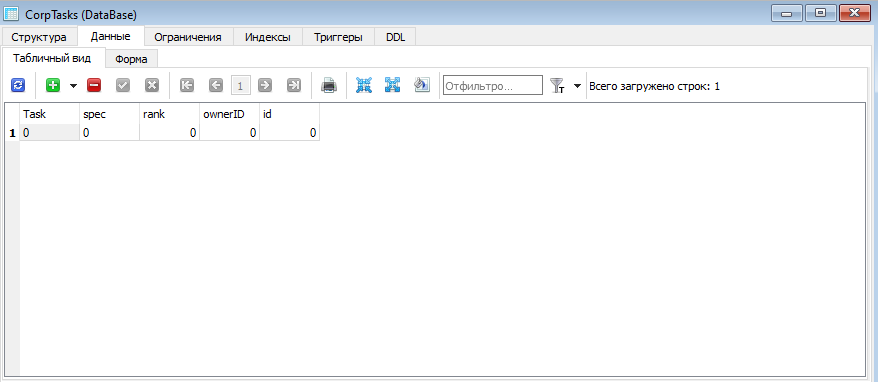 CorpTasks (DataBase)
Структура Данные Ограничения Индексы Триггеры DDL
Табличный вид Форма
1 Отфильтро... T Всего загружено строк: 1
Task spec rank ownerID id
1 0 0 0 0 0